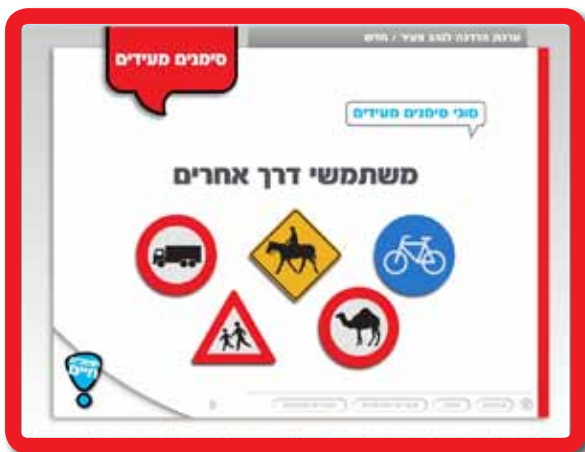 ערכת הדרכה לנהג צעיר / חדש
סימנים מעידים
סוגי סימנים מעידים
משתמשי דרך אחרים